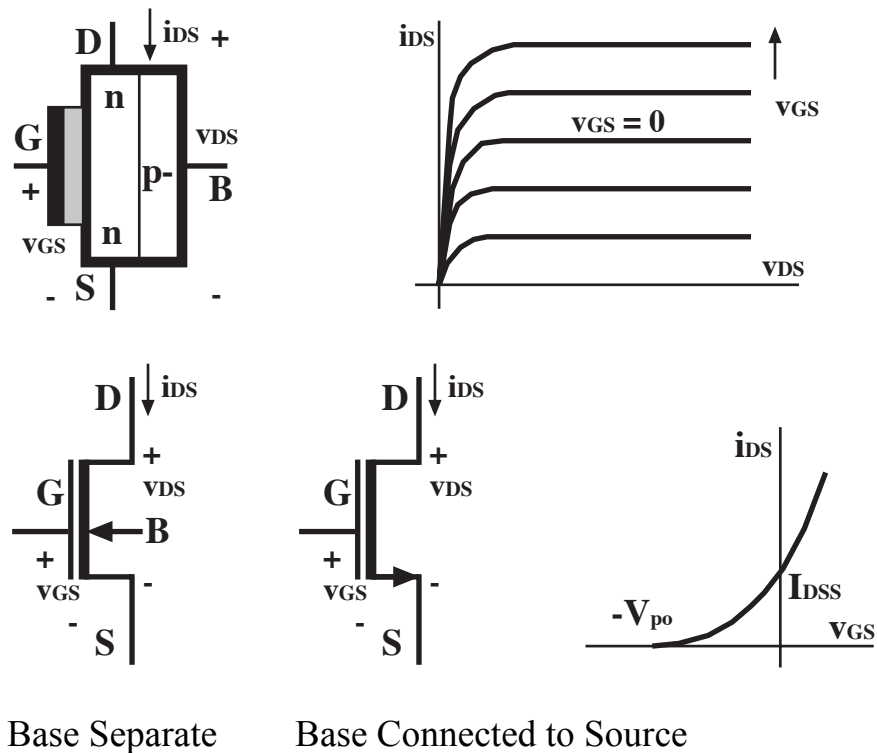 D iDS +
n
G vDS
+ p- B
vGS n
- S -
iDS
vGS
vGS = 0
vDS
D iDS
+
G vDS
B
+
vGS -
-
S
D iDS
+
G vDS
+
vGS -
-
S
iDS
IDSS
-Vpo vGS
Base Separate
Base Connected to Source